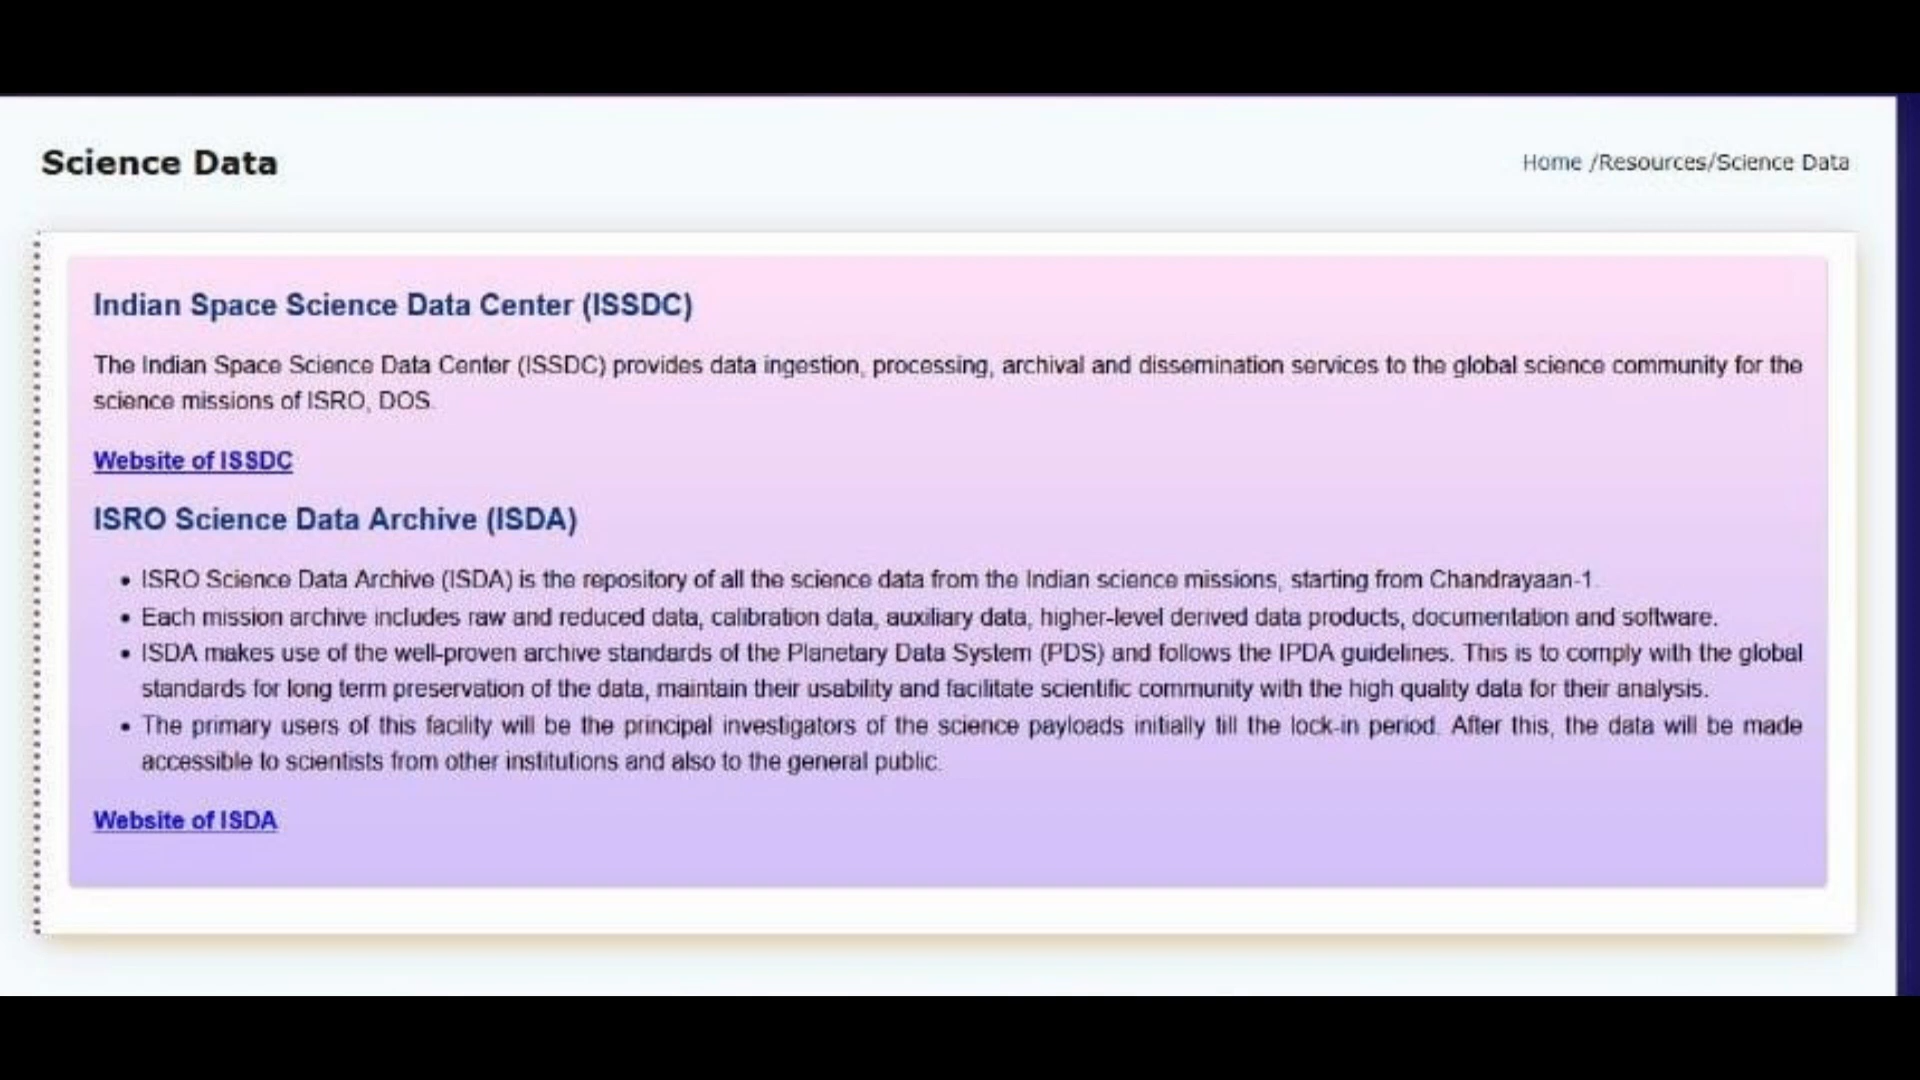 Science Data
Home /Resources/Science Data
Indian Space Science Data Center (ISSDC)
The Indian Space Science Data Center (ISSDC) provides data ingestion, processing, archival and dissemination services to the global science community for the
science missions of ISRO, DOS.
Website of ISSDC
ISRO Science Data Archive (ISDA)
• ISRO Science Data Archive (ISDA) is the repository of all the science data from the Indian science missions, starting from Chandrayaan-1.
• Each mission archive includes raw and reduced data, calibration data, auxiliary data, higher-level derived data products, documentation and software.
• ISDA makes use of the well-proven archive standards of the Planetary Data System (PDS) and follows the IPDA guidelines. This is to comply with the global
standards for long term preservation of the data, maintain their usability and facilitate scientific community with the high quality data for their analysis.
• The primary users of this facility will be the principal investigators of the science payloads initially till the lock-in period. After this, the data will be made
accessible to scientists from other institutions and also to the general public.
Website of ISDA